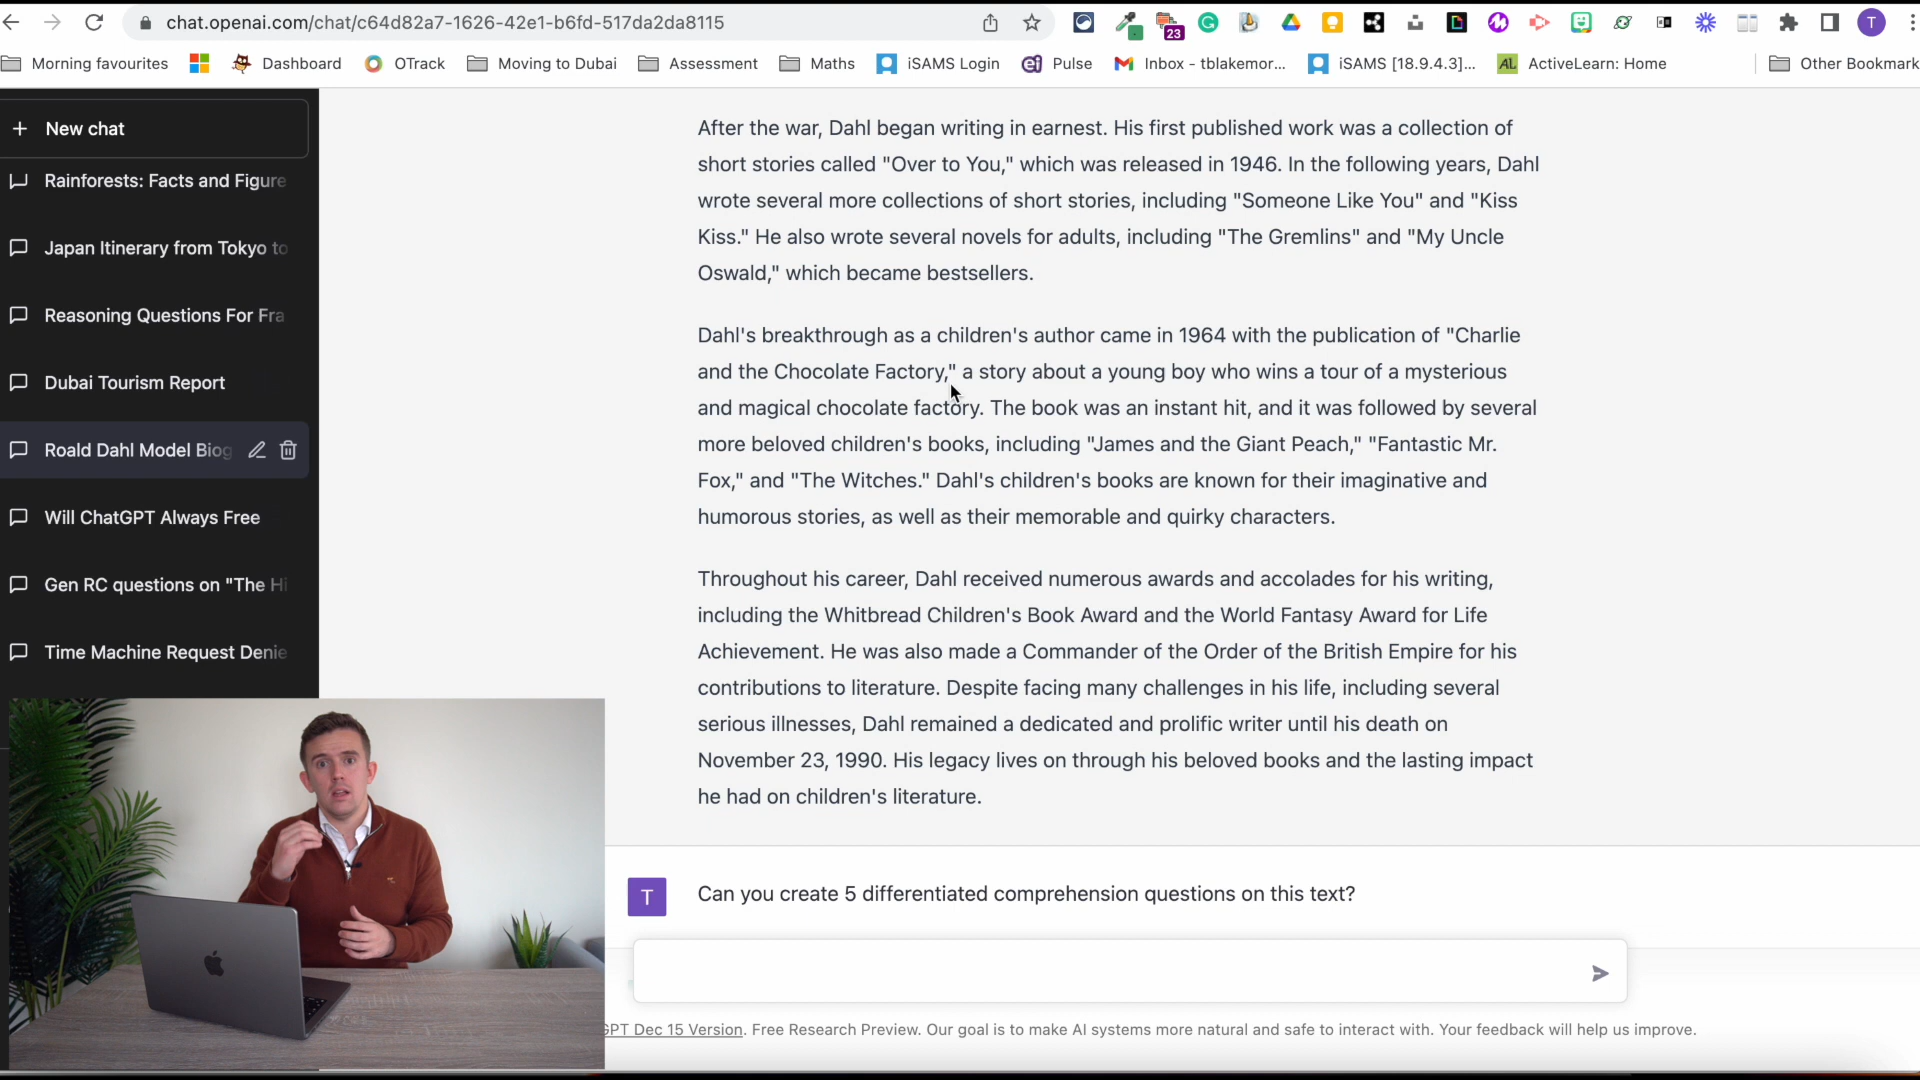 chat.openai.com/chat/c64d82a7-1626-42e1-b6fd-517da2da8115
23
T
Morning favourites
Dashboard
OTrack
Moving to Dubai
Assessment
Maths
iSAMS Login
Pulse
Inbox - tblakemor...
iSAMS [18.9.4.3]...
AL
ActiveLearn: Home
Other Bookmark
New chat
Rainforests: Facts and Figure
Japan Itinerary from Tokyo to
Reasoning Questions For Fra
Dubai Tourism Report
Roald Dahl Model Biog
Will ChatGPT Always Free
Gen RC questions on "The Hi
Time Machine Request Denie
After the war, Dahl began writing in earnest. His first published work was a collection of
short stories called "Over to You," which was released in 1946. In the following years, Dahl
wrote several more collections of short stories, including "Someone Like You" and "Kiss
Kiss." He also wrote several novels for adults, including "The Gremlins" and "My Uncle
Oswald," which became bestsellers.
Dahl's breakthrough as a children's author came in 1964 with the publication of "Charlie
and the Chocolate Factory," a story about a young boy who wins a tour of a mysterious
and magical chocolate factory. The book was an instant hit, and it was followed by several
more beloved children's books, including "James and the Giant Peach," "Fantastic Mr.
Fox," and "The Witches." Dahl's children's books are known for their imaginative and
humorous stories, as well as their memorable and quirky characters.
Throughout his career, Dahl received numerous awards and accolades for his writing,
including the Whitbread Children's Book Award and the World Fantasy Award for Life
Achievement. He was also made a Commander of the Order of the British Empire for his
contributions to literature. Despite facing many challenges in his life, including several
serious illnesses, Dahl remained a dedicated and prolific writer until his death on
November 23, 1990. His legacy lives on through his beloved books and the lasting impact
he had on children's literature.
T
Can you create 5 differentiated comprehension questions on this text?
GPT Dec 15 Version. Free Research Preview. Our goal is to make AI systems more natural and safe to interact with. Your feedback will help us improve.